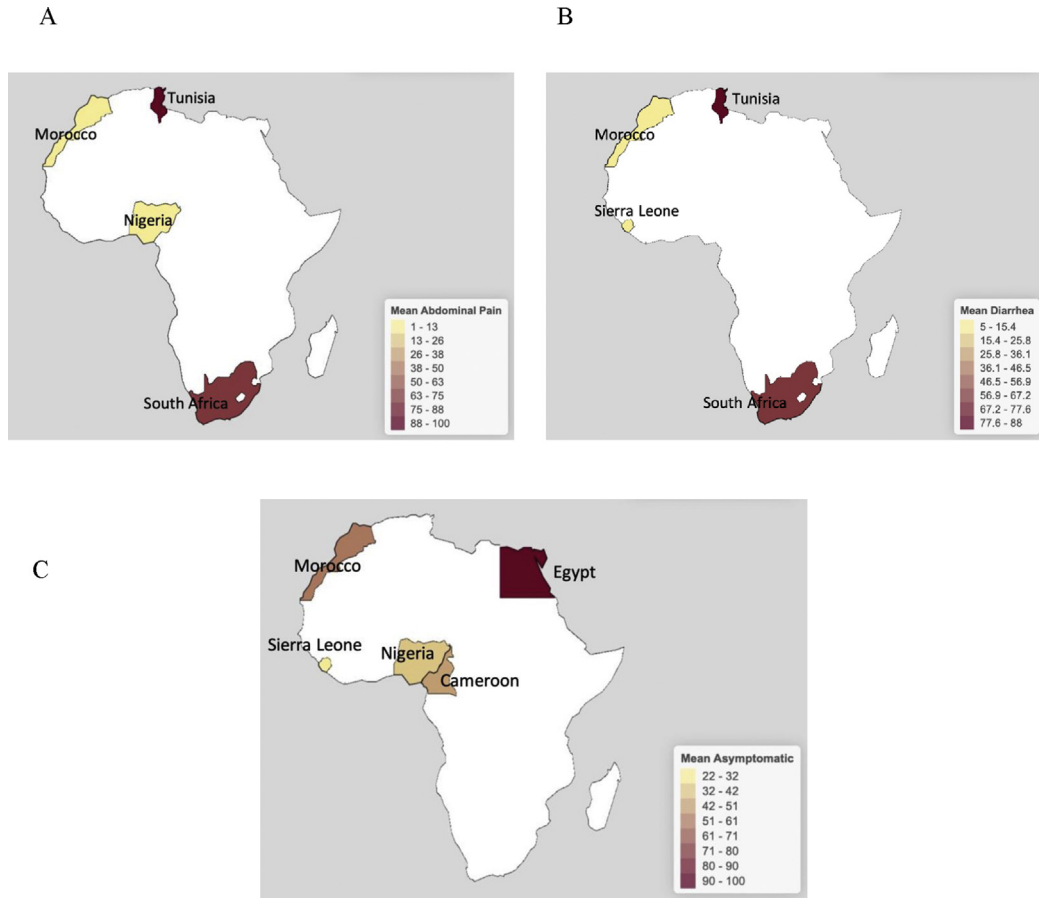 A
B
Tunisia
Morocco
Nigeria
South Africa
Mean Abdominal Pain
1 - 13
13 - 26
26 - 38
38 - 50
50 - 63
63 - 75
75 - 88
88 - 100
Tunisia
Morocco
Sierra Leone
South Africa
Mean Diarrhea
5 - 15.4
15.4 - 25.8
25.8 - 36.1
36.1 - 46.5
46.5 - 56.9
56.9 - 67.2
67.2 - 77.6
77.6 - 88
C
Morocco
Egypt
Sierra Leone
Nigeria
Cameroon
Mean Asymptomatic
22 - 32
32 - 42
42 - 51
51 - 61
61 - 71
71 - 80
80 - 90
90 - 100